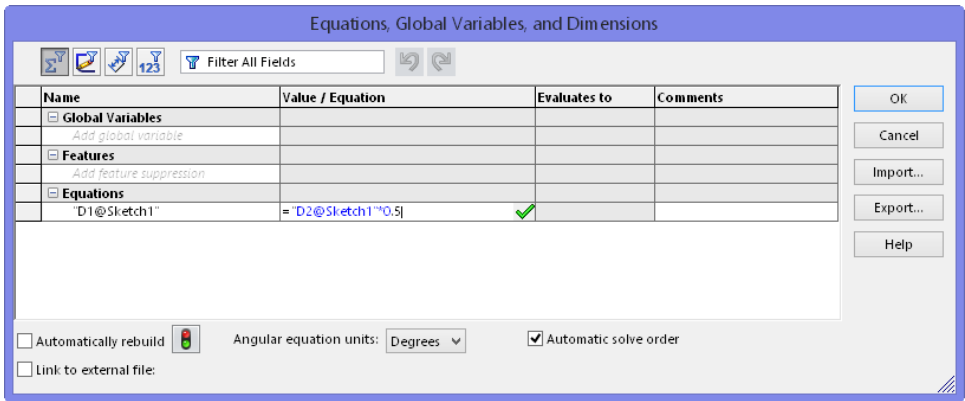 Equations, Global Variables, and Dimensions
Σ 123 Filter All Fields
Name Value / Equation Evaluates to Comments
Global Variables
Add global variable
Features
Add feature suppression
Equations
"D1@Sketch1" ="D2@Sketch1"*0.5
OK
Cancel
Import...
Export...
Help
Automatically rebuild Angular equation units: Degrees Automatic solve order
Link to external file: